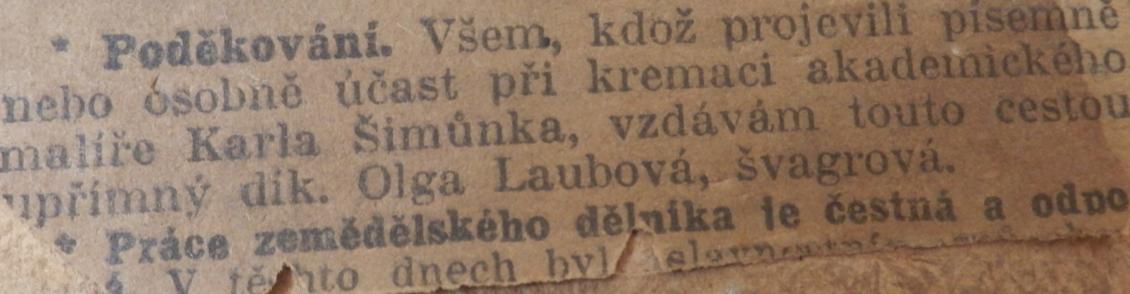 * Poděkování. Všem, kdož projevili písemně
nebo osobně účast při kremaci akademického
malíře Karla Šimůnka, vzdávám touto cestou
upřímný dík. Olga Laubová, švagrová.
* Práce zemědělského dělníka je čestná a odpo
V těchto dnech byl